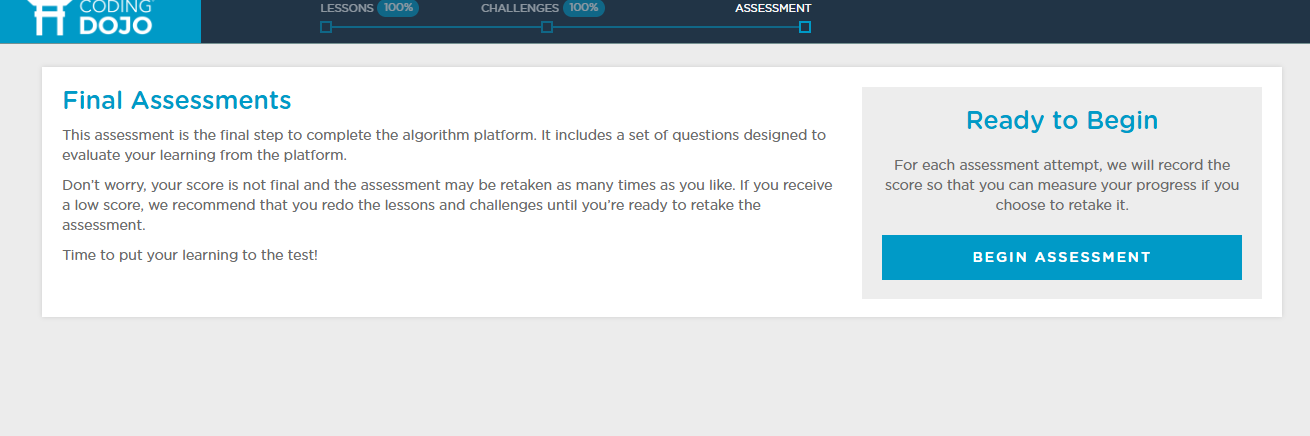 CODING
DOJO
LESSONS 100% CHALLENGES 100% ASSESSMENT
Final Assessments
This assessment is the final step to complete the algorithm platform. It includes a set of questions designed to
evaluate your learning from the platform.
Don't worry, your score is not final and the assessment may be retaken as many times as you like. If you receive
a low score, we recommend that you redo the lessons and challenges until you're ready to retake the
assessment.
Time to put your learning to the test!
Ready to Begin
For each assessment attempt, we will record the
score so that you can measure your progress if you
choose to retake it.
BEGIN ASSESSMENT